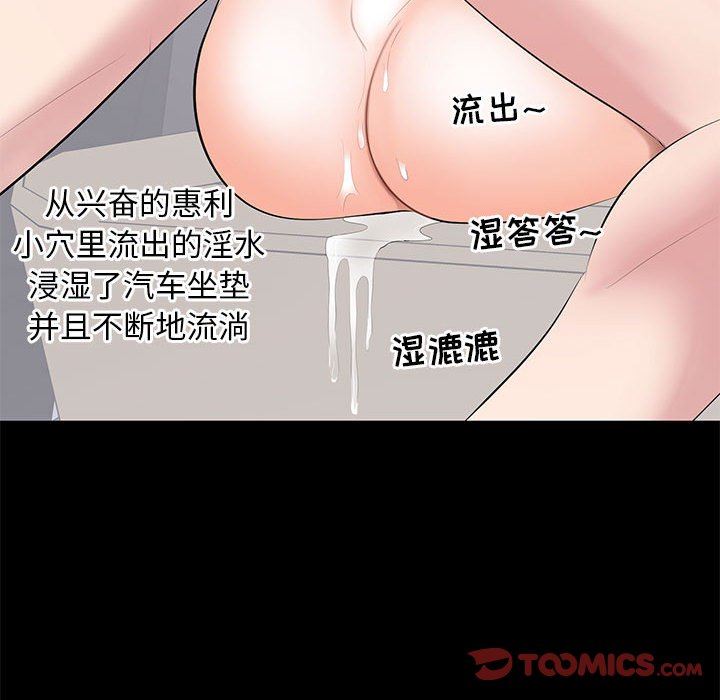 流出~
从兴奋的惠利
小穴里流出的淫水
浸湿了汽车坐垫
并且不断地流淌
湿答答~
湿漉漉
TOOMICS.COM